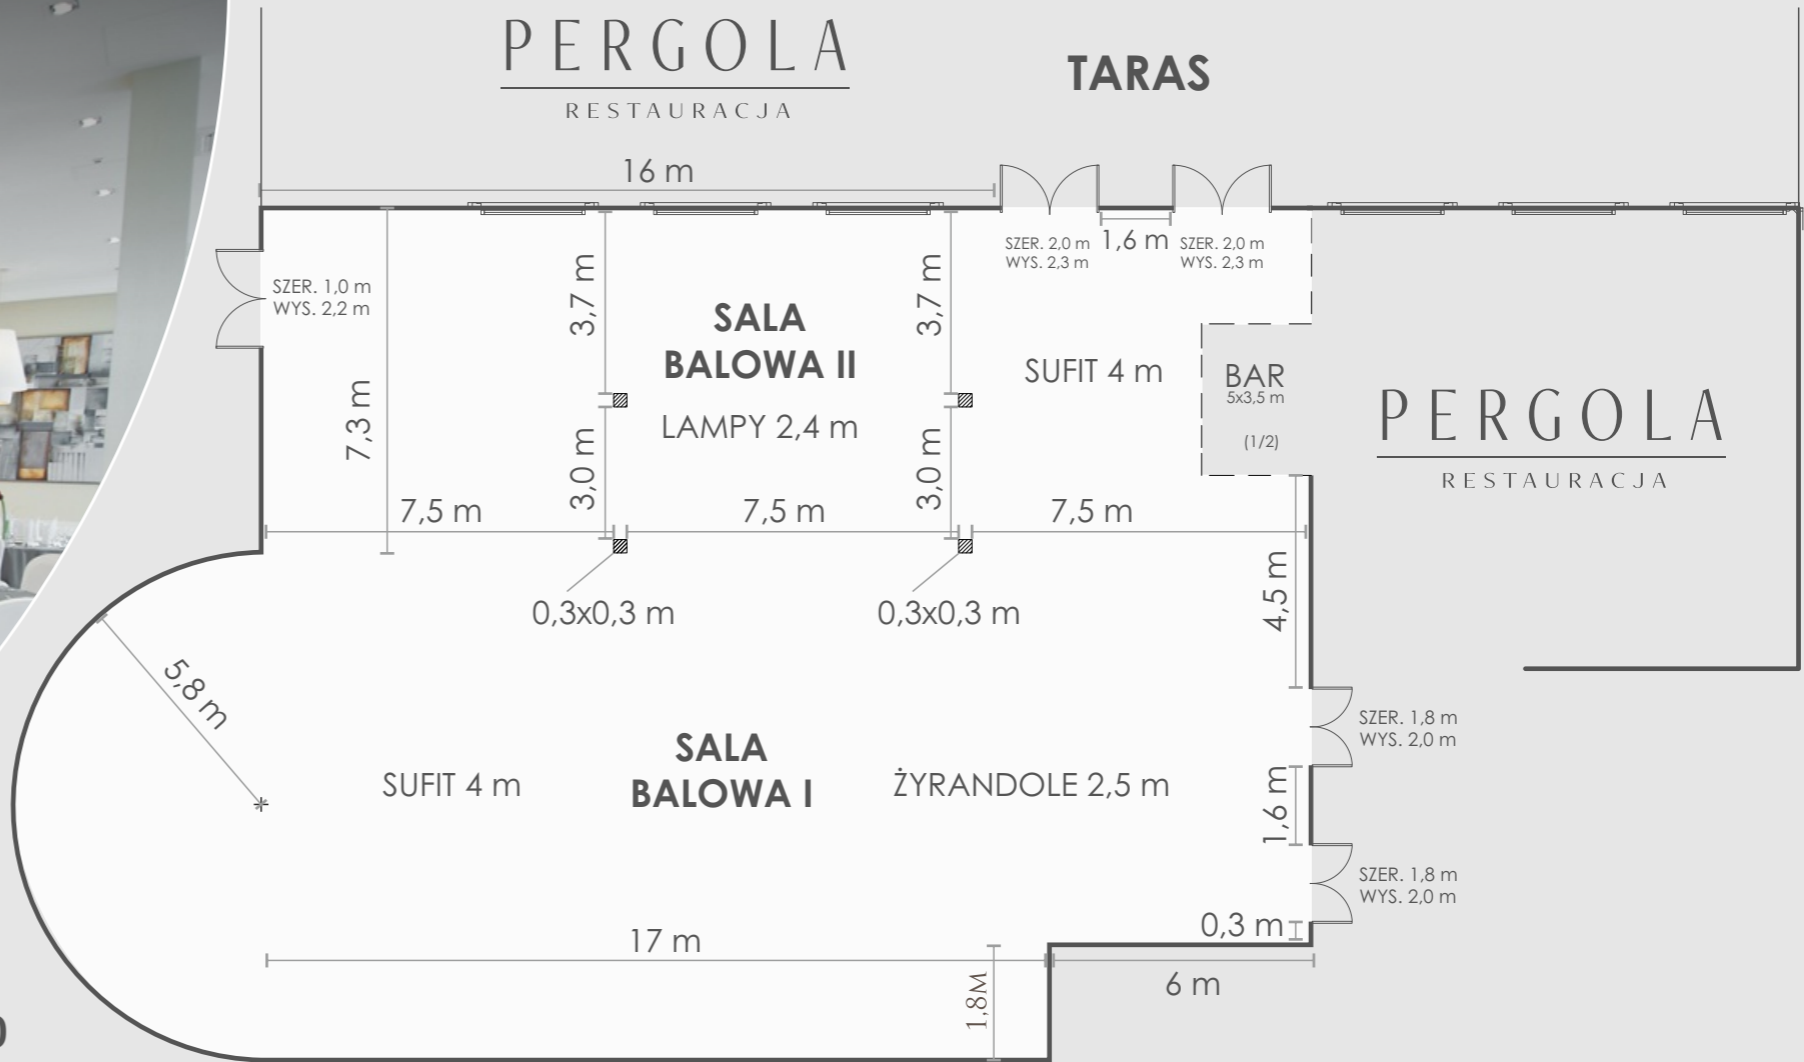 PERGOLA
RESTAURACJA
TARAS
16 m
SZER. 1,0 m
WYS. 2,2 m
3,7 m
3,7 m
SZER. 2,0 m
WYS. 2,3 m
1,6 m
SZER. 2,0 m
WYS. 2,3 m
SALA
BALOWA II
LAMPY 2,4 m
SUFIT 4 m
BAR
5x3,5 m
(1/2)
PERGOLA
RESTAURACJA
7,3 m
3,0 m
3,0 m
7,5 m
7,5 m
7,5 m
0,3x0,3 m
0,3x0,3 m
4,5 m
5,8 m
SZER. 1,8 m
WYS. 2,0 m
SALA
BALOWA I
SUFIT 4 m
ŻYRANDOLE 2,5 m
1,6 m
SZER. 1,8 m
WYS. 2,0 m
0,3 m
17 m
6 m
1,8M